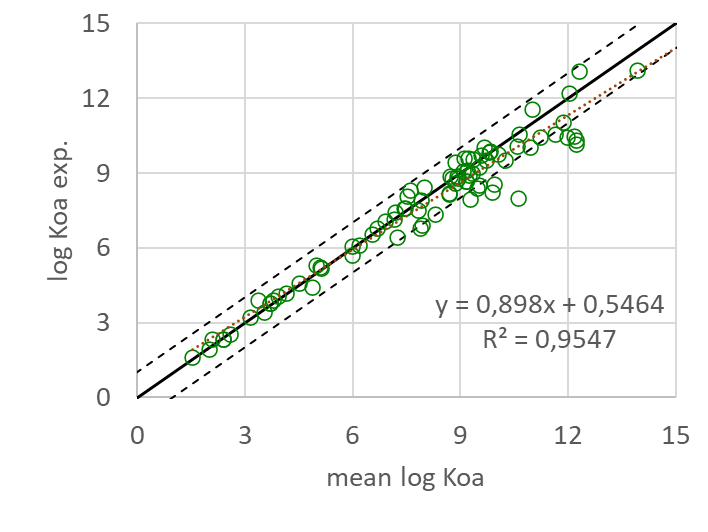 15
12
9
6
3
0
log Koa exp.
y = 0,898x + 0,5464
R² = 0,9547
0 3 6 9 12 15
mean log Koa